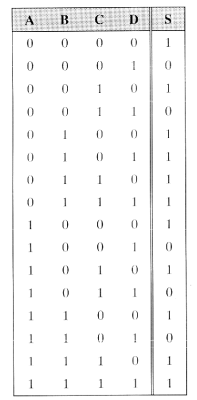 A B C D S
0 0 0 0 1
0 0 0 1 0
0 0 1 0 1
0 0 1 1 0
0 1 0 0 1
0 1 0 1 1
0 1 1 0 1
0 1 1 1 1
1 0 0 0 1
1 0 0 1 0
1 0 1 0 1
1 0 1 1 0
1 1 0 0 1
1 1 0 1 0
1 1 1 0 1
1 1 1 1 1